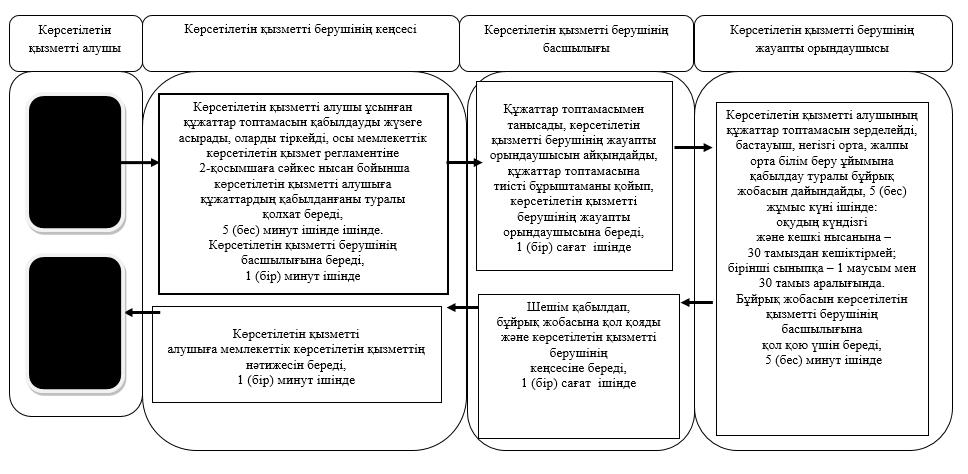 Көрсетілетін
қызметті алушы
Көрсетілетін қызметті берушінің кеңсесі
Көрсетілетін қызметті берушінің
басшылығы
Көрсетілетін қызметті берушінің
жауапты орындаушысы
Көрсетілетін қызметті алушы ұсынған
құжаттар топтамасын қабылдауды жүзеге
асырады, оларды тіркейді, осы мемлекеттік
көрсетілетін қызмет регламентіне
2-қосымшаға сәйкес нысан бойынша
көрсетілетін қызметті алушыға
құжаттардың қабылданғаны туралы
қолхат береді,
5 (бес) минут ішінде ішінде.
Көрсетілетін қызметті берушінің
басшылығына береді,
1 (бір) минут ішінде
Құжаттар топтамасымен
танысады, көрсетілетін
қызметті берушінің жауапты
орындаушысын айқындайды,
құжаттар топтамасына
тиісті бұрыштаманы қойып,
көрсетілетін қызметті
берушінің жауапты
орындаушысына береді,
1 (бір) сағат ішінде
Көрсетілетін қызметті алушының
құжаттар топтамасын зерделейді,
бастауыш, негізгі орта, жалпы
орта білім беру ұйымына
қабылдау туралы бұйрық
жобасын дайындайды, 5 (бес)
жұмыс күні ішінде:
оқудың күндізгі
және кешкі нысанына –
30 тамыздан кешіктірмей;
бірінші сыныпқа – 1 маусым мен
30 тамыз аралығында.
Бұйрық жобасын көрсетілетін
қызметті берушінің
басшылығына
қол қою үшін береді,
5 (бес) минут ішінде
Шешім қабылдап,
бұйрық жобасына қол қояды
және көрсетілетін қызметті
берушінің
кеңсесіне береді,
1 (бір) сағат ішінде
Көрсетілетін қызметті
алушыға мемлекеттік көрсетілетін қызметтің
нәтижесін береді,
1 (бір) минут ішінде